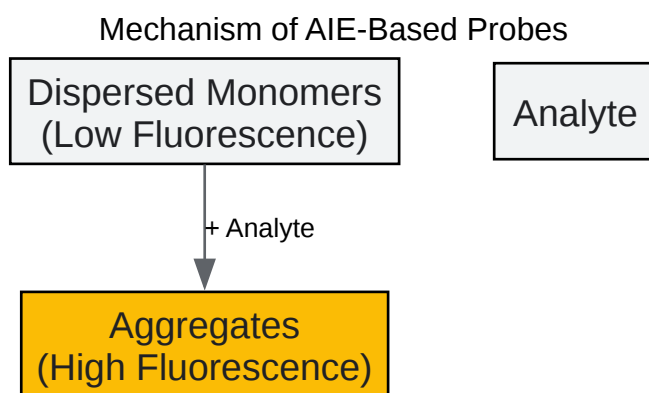 Mechanism of AIE-Based Probes
Dispersed Monomers
(Low Fluorescence)
Analyte
+ Analyte
Aggregates
(High Fluorescence)